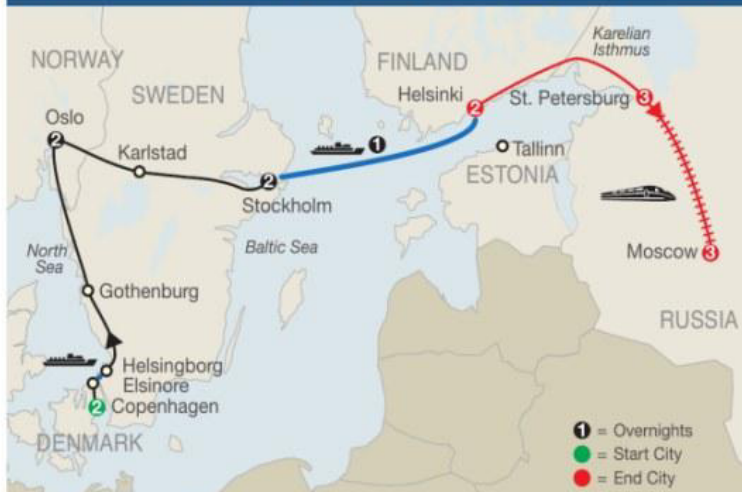 Karelian
Isthmus
NORWAY
FINLAND
SWEDEN
Helsinki
2
St. Petersburg
3
Oslo
2
1
Karlstad
Tallinn
ESTONIA
2
Stockholm
North
Sea
Baltic Sea
Moscow
3
Gothenburg
RUSSIA
Helsingborg
Elsinore
2
Copenhagen
DENMARK
1 = Overnights
= Start City
= End City